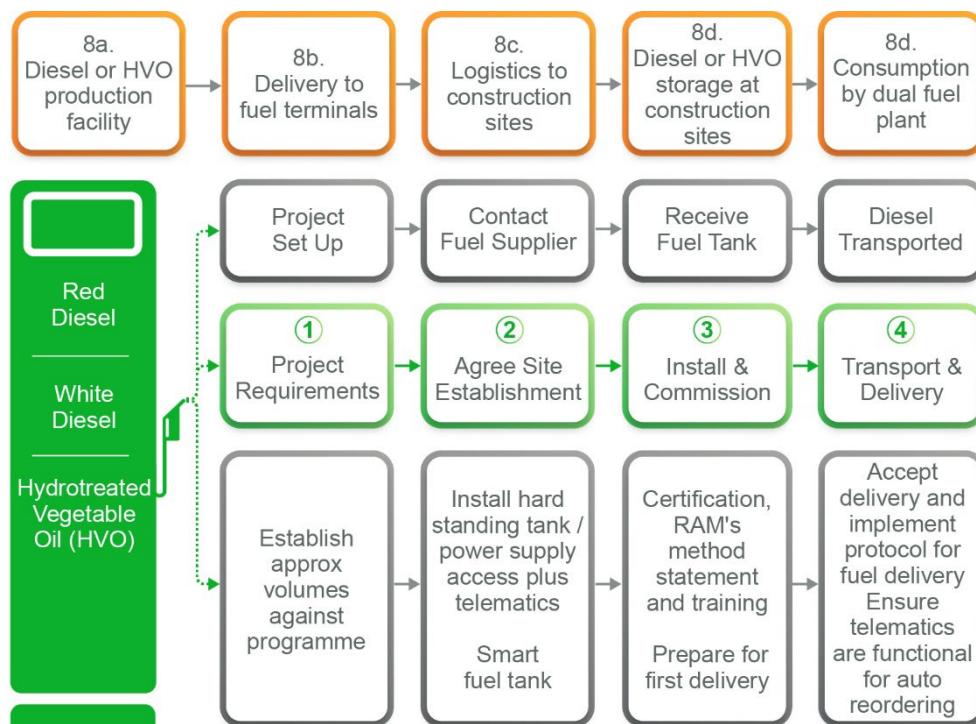 8a.
Diesel or HVO
production
facility
8b.
Delivery to
fuel terminals
8c.
Logistics to
construction
sites
8d.
Diesel or HVO
storage at
construction
sites
8d.
Consumption
by dual fuel
plant
Red
Diesel
White
Diesel
Hydrotreated
Vegetable
Oil (HVO)
Project
Set Up
Contact
Fuel Supplier
Receive
Fuel Tank
Diesel
Transported
1
Project
Requirements
2
Agree Site
Establishment
3
Install &
Commission
4
Transport &
Delivery
Establish
approx
volumes
against
programme
Install hard
standing tank /
power supply
access plus
telematics
Smart
fuel tank
Certification,
RAM's
method
statement
and training
Prepare for
first delivery
Accept
delivery and
implement
protocol for
fuel delivery
Ensure
telematics
are functional
for auto
reordering